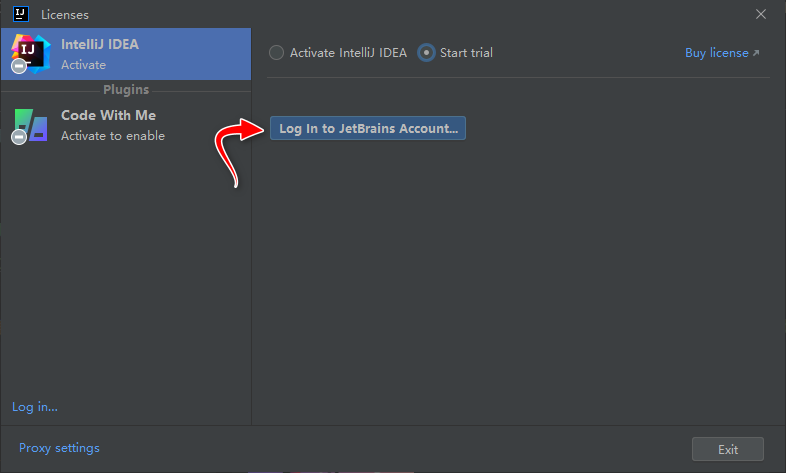 IJ Licenses
IJ IntelliJ IDEA
Activate
Plugins
Code With Me
Activate to enable
Log in...
Activate IntelliJ IDEA Start trial Buy license ↗
Log In to JetBrains Account...
Proxy settings Exit